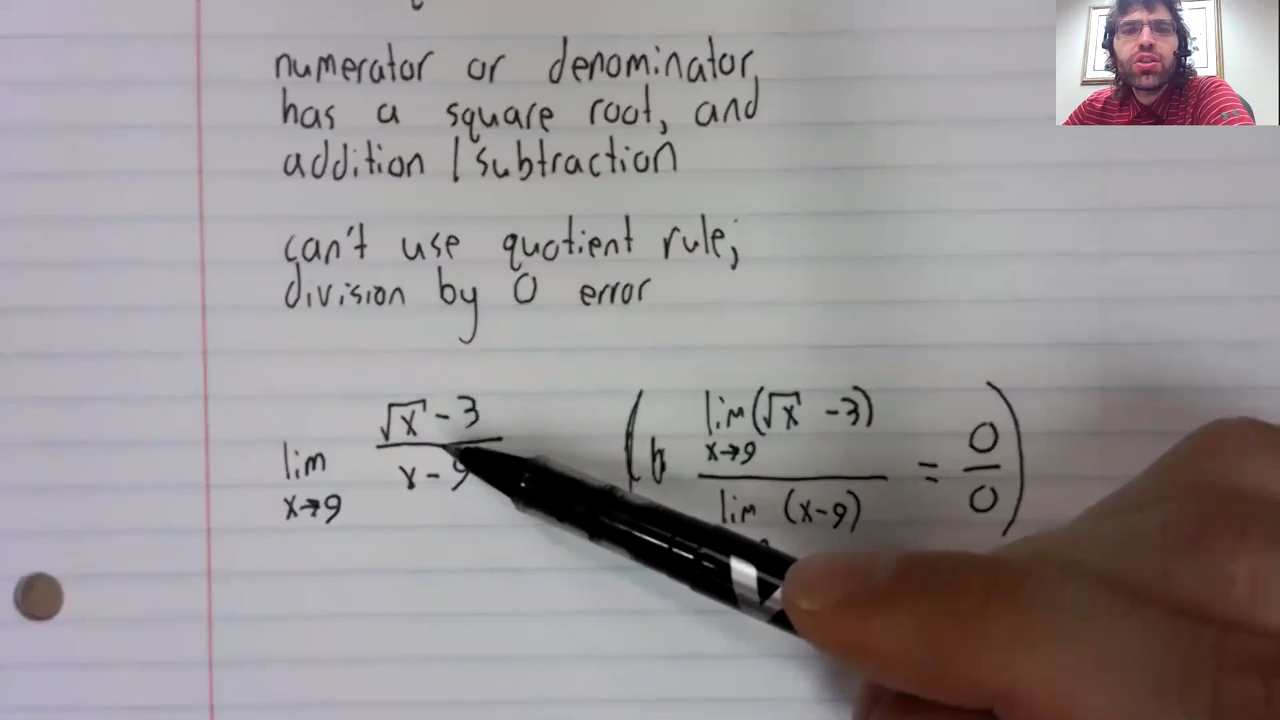 numerator or denominator,
has a square root, and
addition / subtraction
can't use quotient rule;
division by 0 error
lim x→9 √x - 3 / x - 9
( lim x→9 (√x - 3) / lim (x-9) = 0/0 )